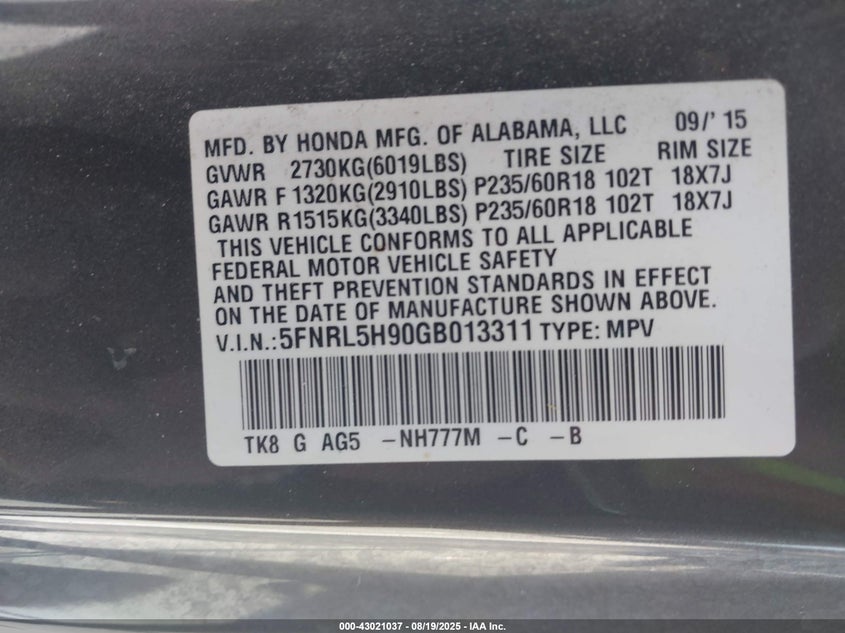 MFD. BY HONDA MFG. OF ALABAMA, LLC 09/' 15
GVWR 2730KG(6019LBS) TIRE SIZE RIM SIZE
GAWR F 1320KG(2910LBS) P235/60R18 102T 18X7J
GAWR R1515KG(3340LBS) P235/60R18 102T 18X7J
THIS VEHICLE CONFORMS TO ALL APPLICABLE
FEDERAL MOTOR VEHICLE SAFETY
AND THEFT PREVENTION STANDARDS IN EFFECT
ON THE DATE OF MANUFACTURE SHOWN ABOVE.
V.I.N.:5FNRL5H90GB013311 TYPE: MPV
TK8 G AG5 -NH777M -C -B
000-43021037 - 08/19/2025 - IAA Inc.